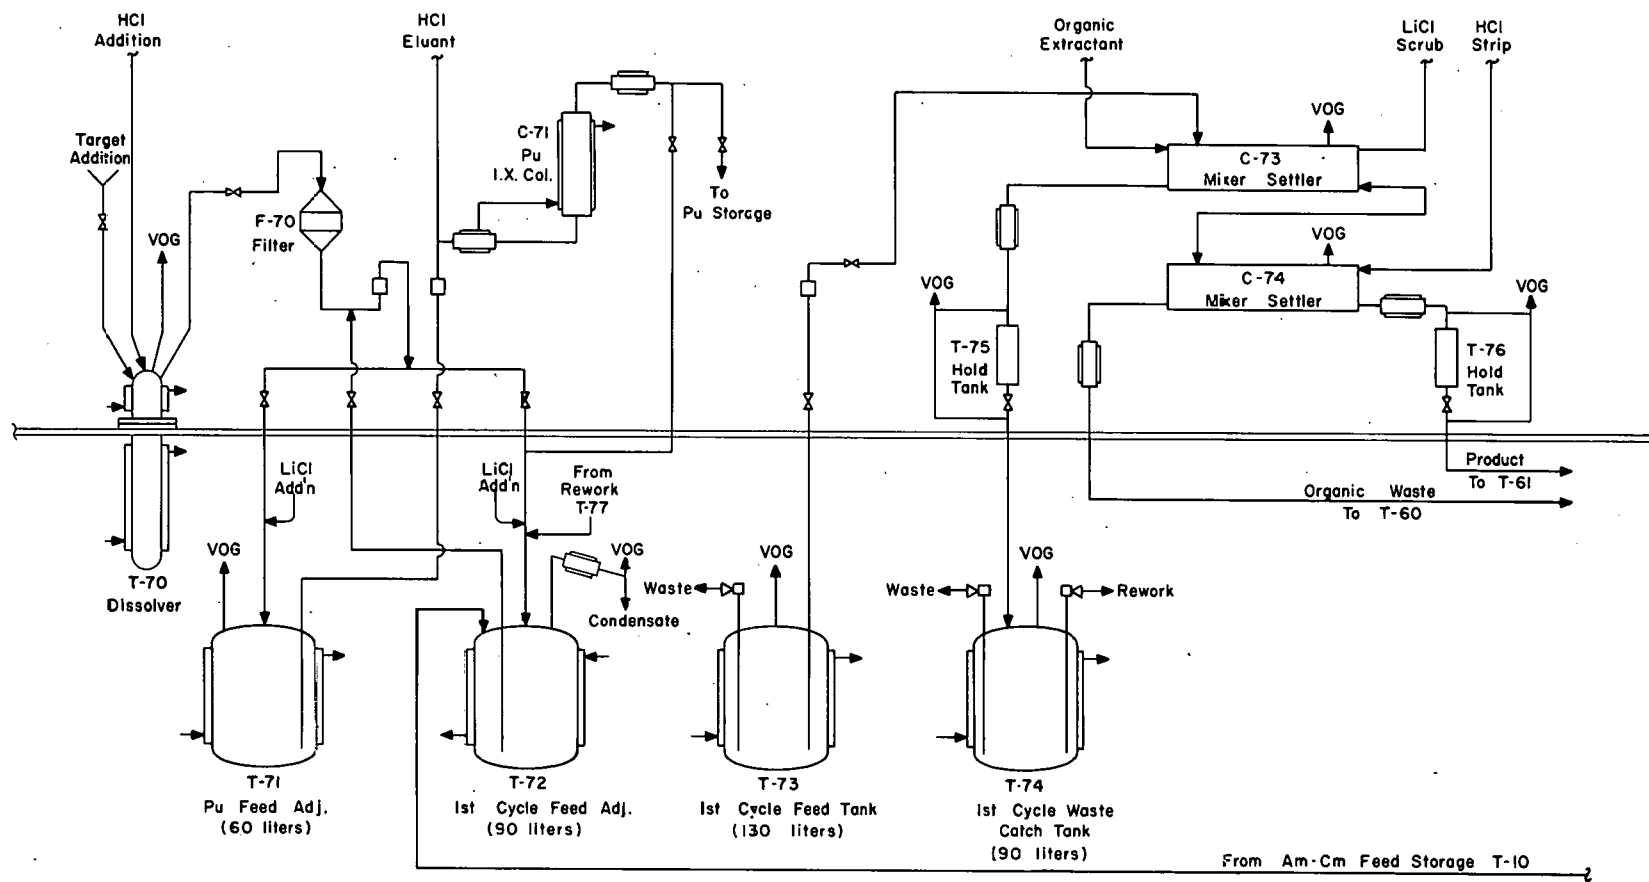 HCl
Addition
HCl
Eluant
Organic
Extractant
LiCl
Scrub
HCl
Strip
Target
Addition
VOG
F-70
Filter
C-71
Pu
I.X. Col.
To
Pu Storage
VOG
C-73
Mixer Settler
VOG
C-74
Mixer Settler
VOG
VOG
T-75
Hold
Tank
T-76
Hold
Tank
LiCl
Add'n
LiCl
Add'n
From
Rework
T-77
Product
To T-61
Organic Waste
To T-60
T-70
Dissolver
VOG
VOG
Condensate
Waste
VOG
Waste
VOG
Rework
T-71
Pu Feed Adj.
(60 liters)
T-72
1st Cycle Feed Adj.
(90 liters)
T-73
1st Cycle Feed Tank
(130 liters)
T-74
1st Cycle Waste
Catch Tank
(90 liters)
From Am-Cm Feed Storage T-10